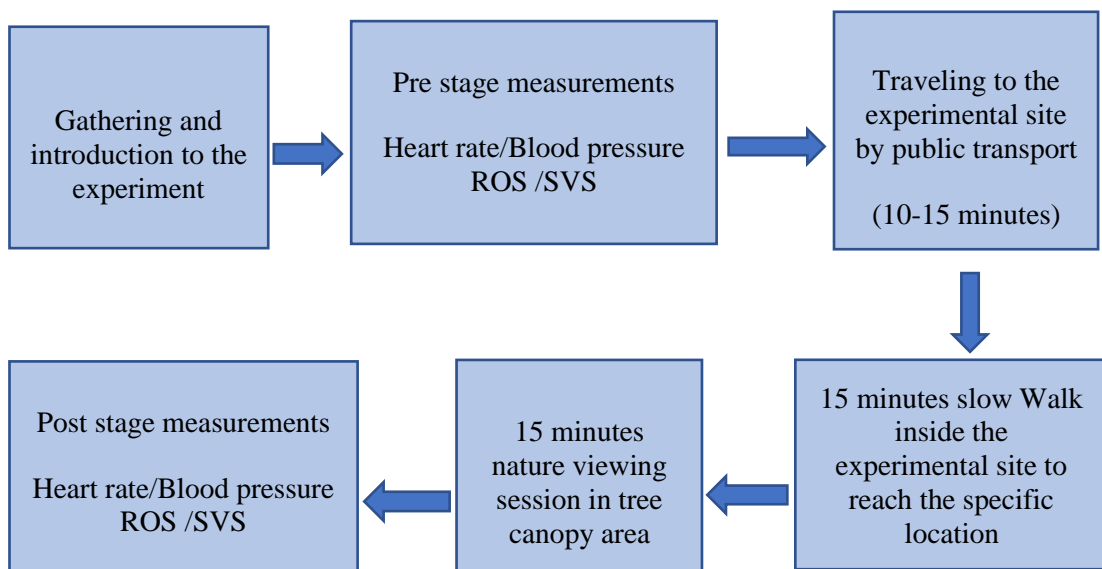 Gathering and
introduction to the
experiment
Pre stage measurements
Heart rate/Blood pressure
ROS /SVS
Traveling to the
experimental site
by public transport
(10-15 minutes)
15 minutes slow Walk
inside the
experimental site to
reach the specific
location
15 minutes
nature viewing
session in tree
canopy area
Post stage measurements
Heart rate/Blood pressure
ROS /SVS